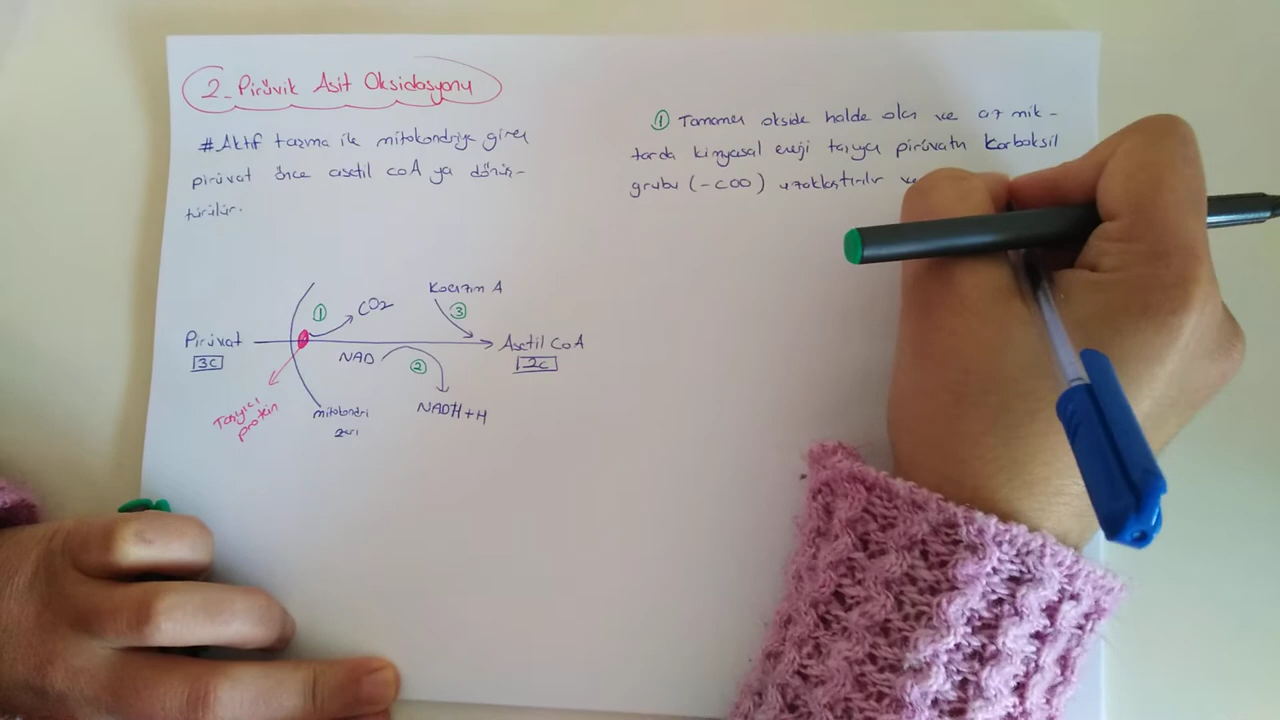 2- Pirüvik Asit Oksidasyonu
#Aktif taşıma ile mitokondriye giren
pirüvat önce asetil coA ya dönüş-
türülür.
① Tamamen okside halde olan ve az mik-
tarda kimyasal enerji taşıyan pirüvatın karboksil
grubu (-COO) uzaklaştırılır ve
Koenzim A
①
CO2
③
Pirüvat
Asetil CoA
3C
NAD
②
2C
Taşıyıcı
protein
mitokondri
zarı
NADH+H